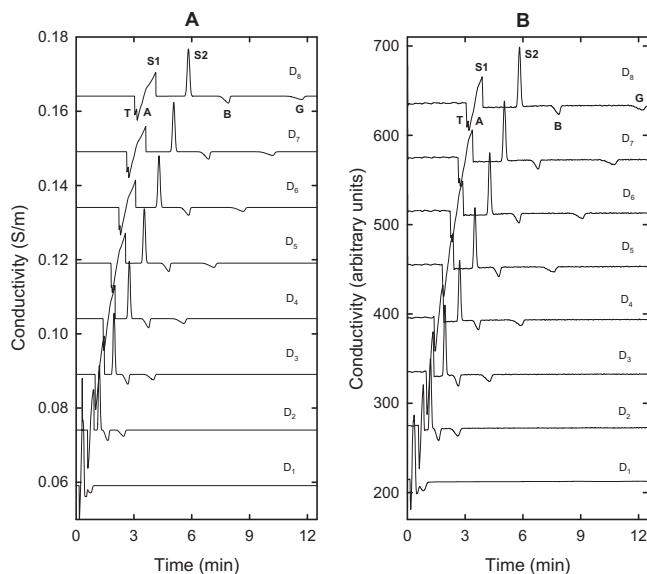 A
B
0.18
0.16
0.14
0.12
0.10
0.08
0.06
Conductivity (S/m)
S1
S2
T
A
B
G
D8
D7
D6
D5
D4
D3
D2
D1
0
3
6
9
12
Time (min)
700
600
500
400
300
200
Conductivity (arbitrary units)
S1
S2
T
A
B
G
D8
D7
D6
D5
D4
D3
D2
D1
0
3
6
9
12
Time (min)